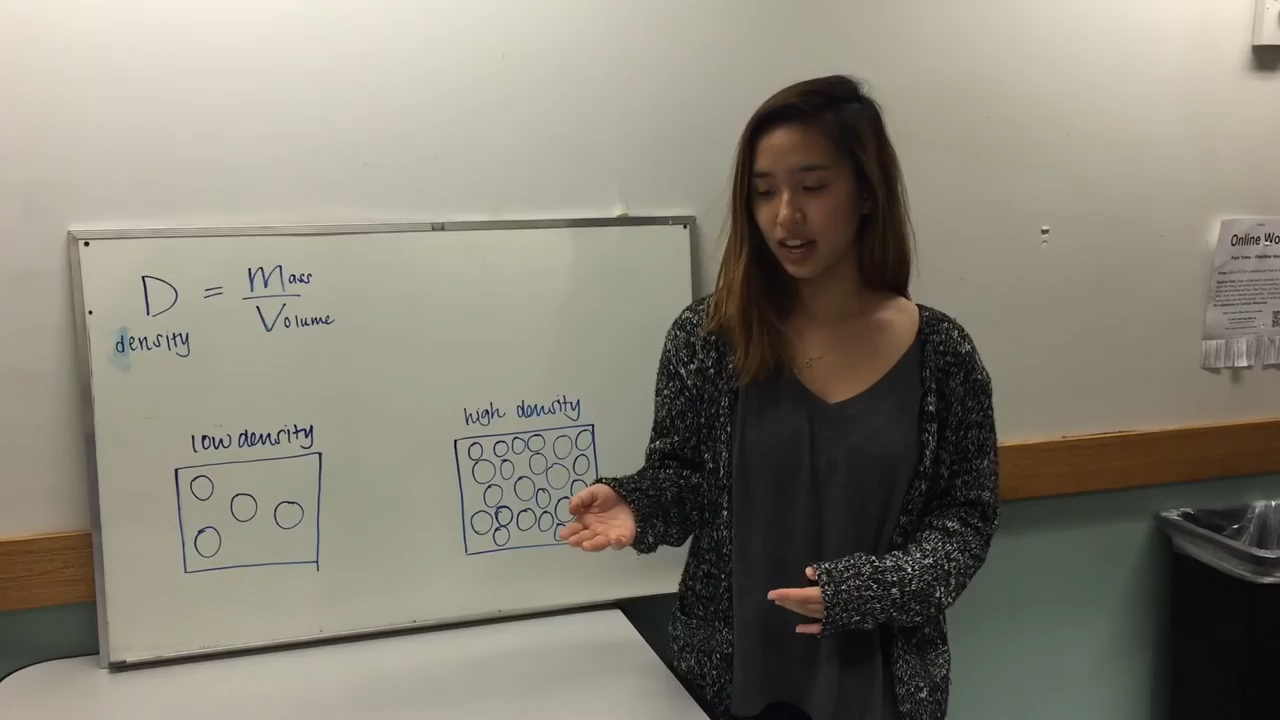 D = Mass
Volume
density
low density
high density
Online Wo